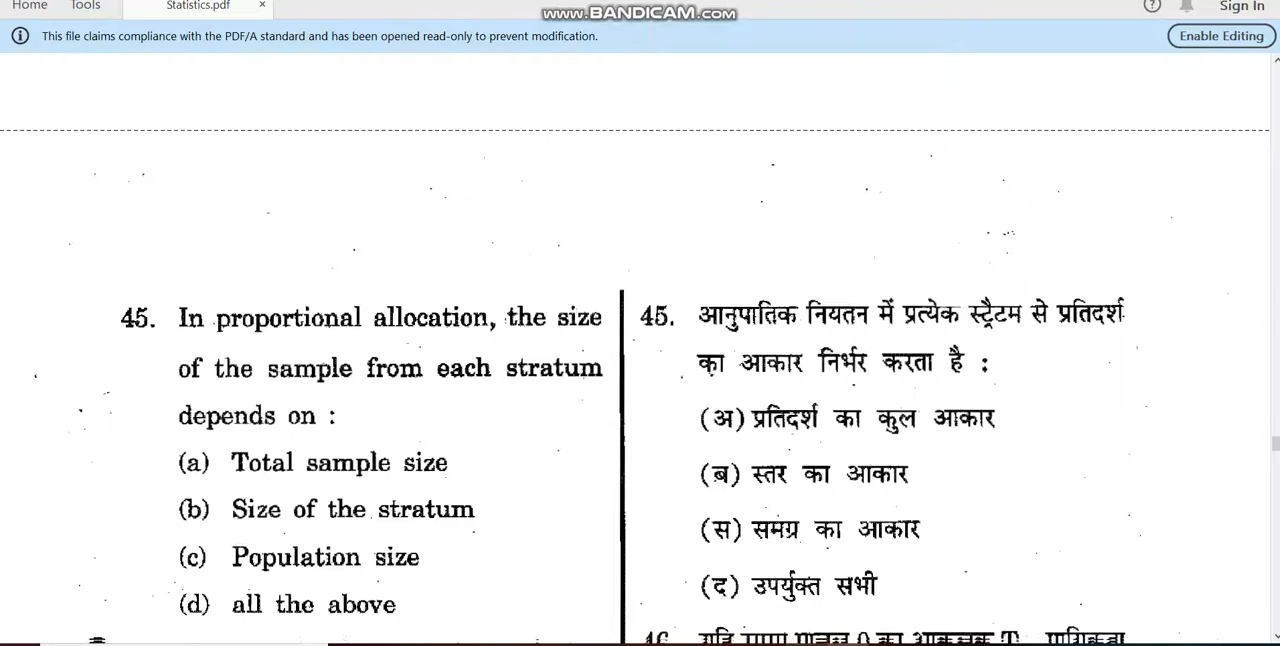 Home Tools Statistics.pdf × www.BANDICAM.com Sign In
This file claims compliance with the PDF/A standard and has been opened read-only to prevent modification. Enable Editing
45. In proportional allocation, the size
of the sample from each stratum
depends on :
(a) Total sample size
(b) Size of the stratum
(c) Population size
(d) all the above
45. आनुपातिक नियतन में प्रत्येक स्ट्रैटम से प्रतिदर्श
का आकार निर्भर करता है :
(अ) प्रतिदर्श का कुल आकार
(ब) स्तर का आकार
(स) समग्र का आकार
(द) उपर्युक्त सभी